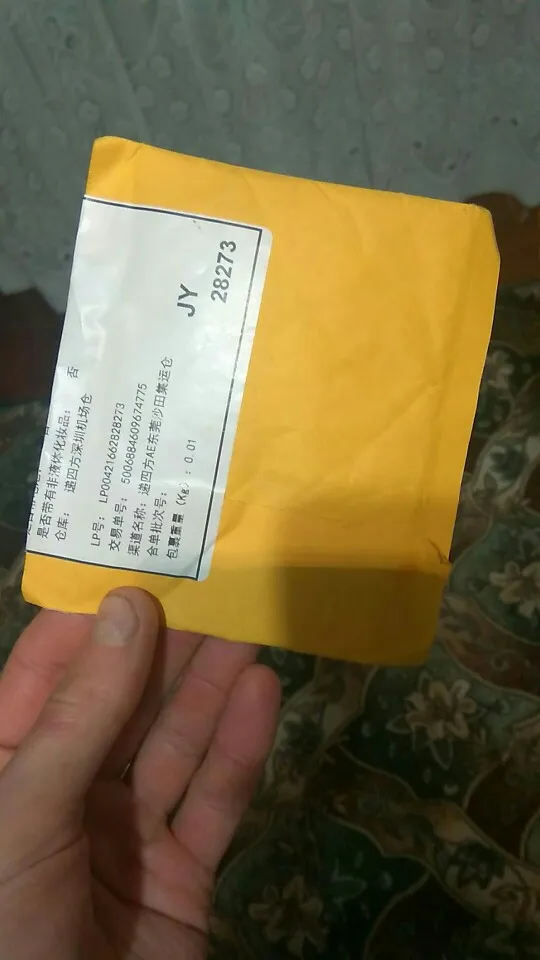 是否带有非液体化妆品： 否
仓库： 递四方深圳机场仓
LP号： LP00421662828273
交易单号： 5006884609674775
渠道名称： 递四方AE东莞沙田集运仓
合单批次号：
包裹重量（Kg）： 0.01
JY
28273